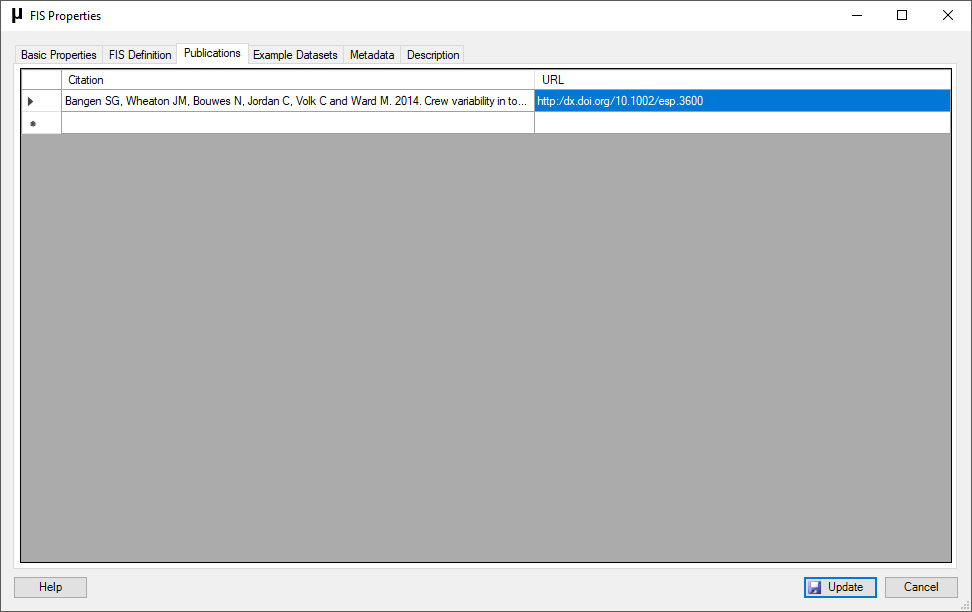 µ FIS Properties
Basic Properties FIS Definition Publications Example Datasets Metadata Description
Citation URL
Bangen SG, Wheaton JM, Bouwes N, Jordan C, Volk C and Ward M. 2014. Crew variability in to... http:/dx.doi.org/10.1002/esp.3600
Help Update Cancel